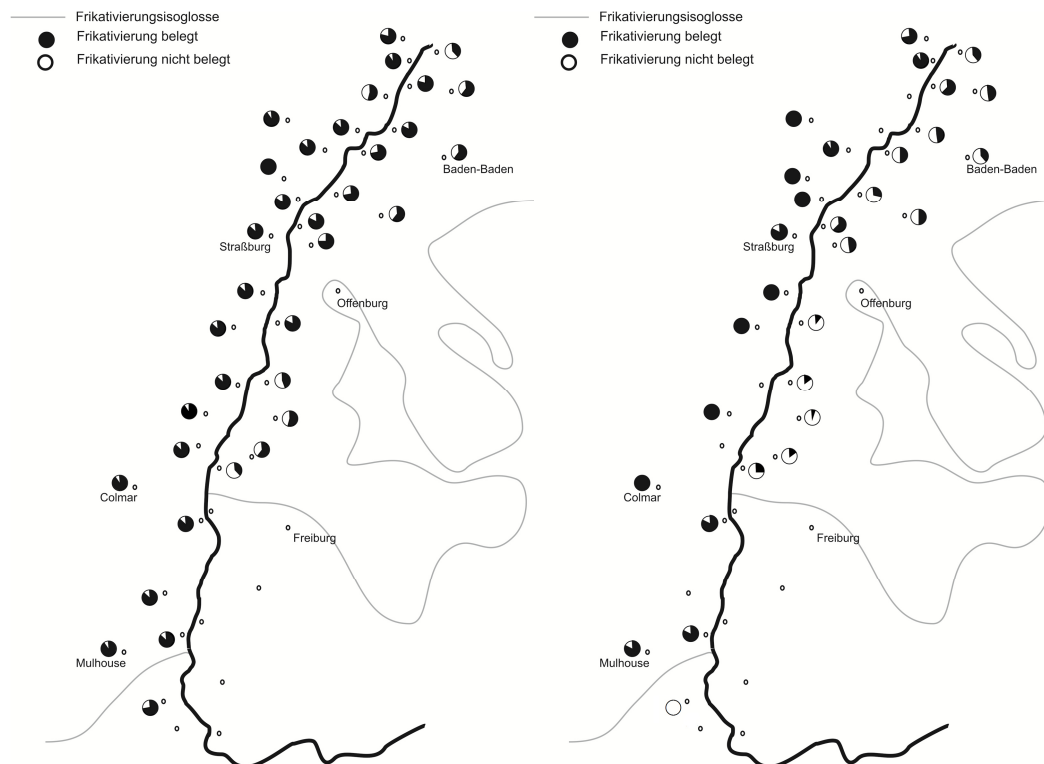 Frikativierungsisoglosse
Frikativierung belegt
Frikativierung nicht belegt
Baden-Baden
Straßburg
Offenburg
Colmar
Freiburg
Mulhouse
Frikativierungsisoglosse
Frikativierung belegt
Frikativierung nicht belegt
Baden-Baden
Straßburg
Offenburg
Colmar
Freiburg
Mulhouse